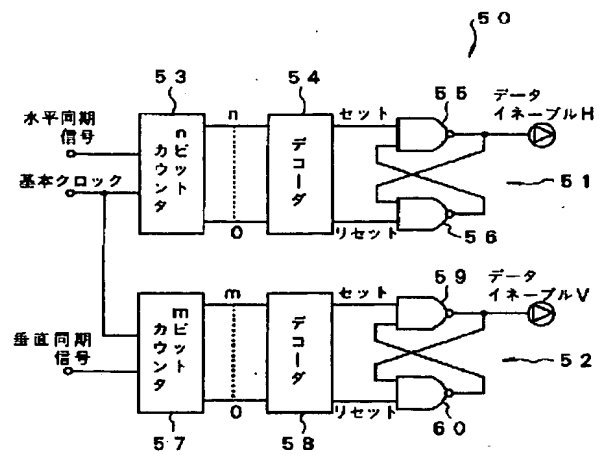 50
53
54
55
データ
イネーブルH
水平同期
信号
nビット
カウンタ
n
0
デコーダ
セット
リセット
基本クロック
51
56
59
データ
イネーブルV
垂直同期
信号
mビット
カウンタ
m
0
デコーダ
セット
リセット
52
57
58
60